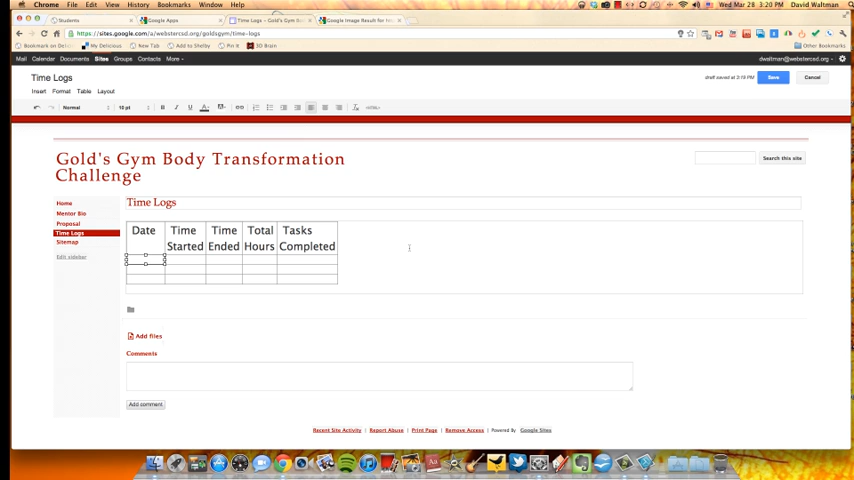 Chrome File Edit View History Bookmarks Window Help Wed Mar 28 3:20 PM David Waltman
Students Google Apps Time Logs - Gold's Gym Bod Google Image Result for
https://sites.google.com/a/webstercsd.org/goldsgym/time-logs
Bookmark on Deli My Delicious New Tab Add to Shelby Pin It 3D Brain Other Bookmarks
Mail Calendar Documents Sites Groups Contacts More dwaltman@webstercsd.org
Time Logs draft saved at 3:19 PM Save Cancel
Insert Format Table Layout
Normal 10 pt B I U A <HTML>
Gold's Gym Body Transformation
Challenge
Search this site
Home
Mentor Bio
Proposal
Time Logs
Sitemap
Edit sidebar
Time Logs
Date Time Time Total Tasks
Started Ended Hours Completed
Add files
Comments
Add comment
Recent Site Activity | Report Abuse | Print Page | Remove Access | Powered By Google Sites